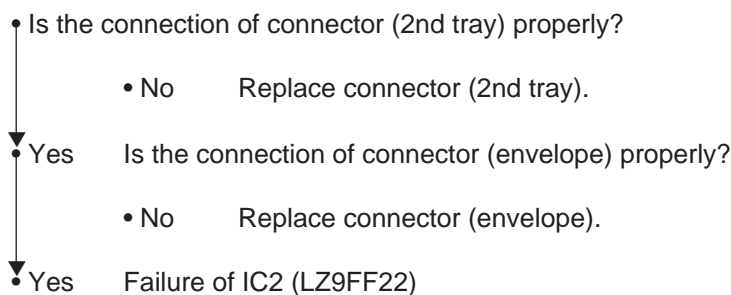 • Is the connection of connector (2nd tray) properly?
• No Replace connector (2nd tray).
• Yes Is the connection of connector (envelope) properly?
• No Replace connector (envelope).
• Yes Failure of IC2 (LZ9FF22)